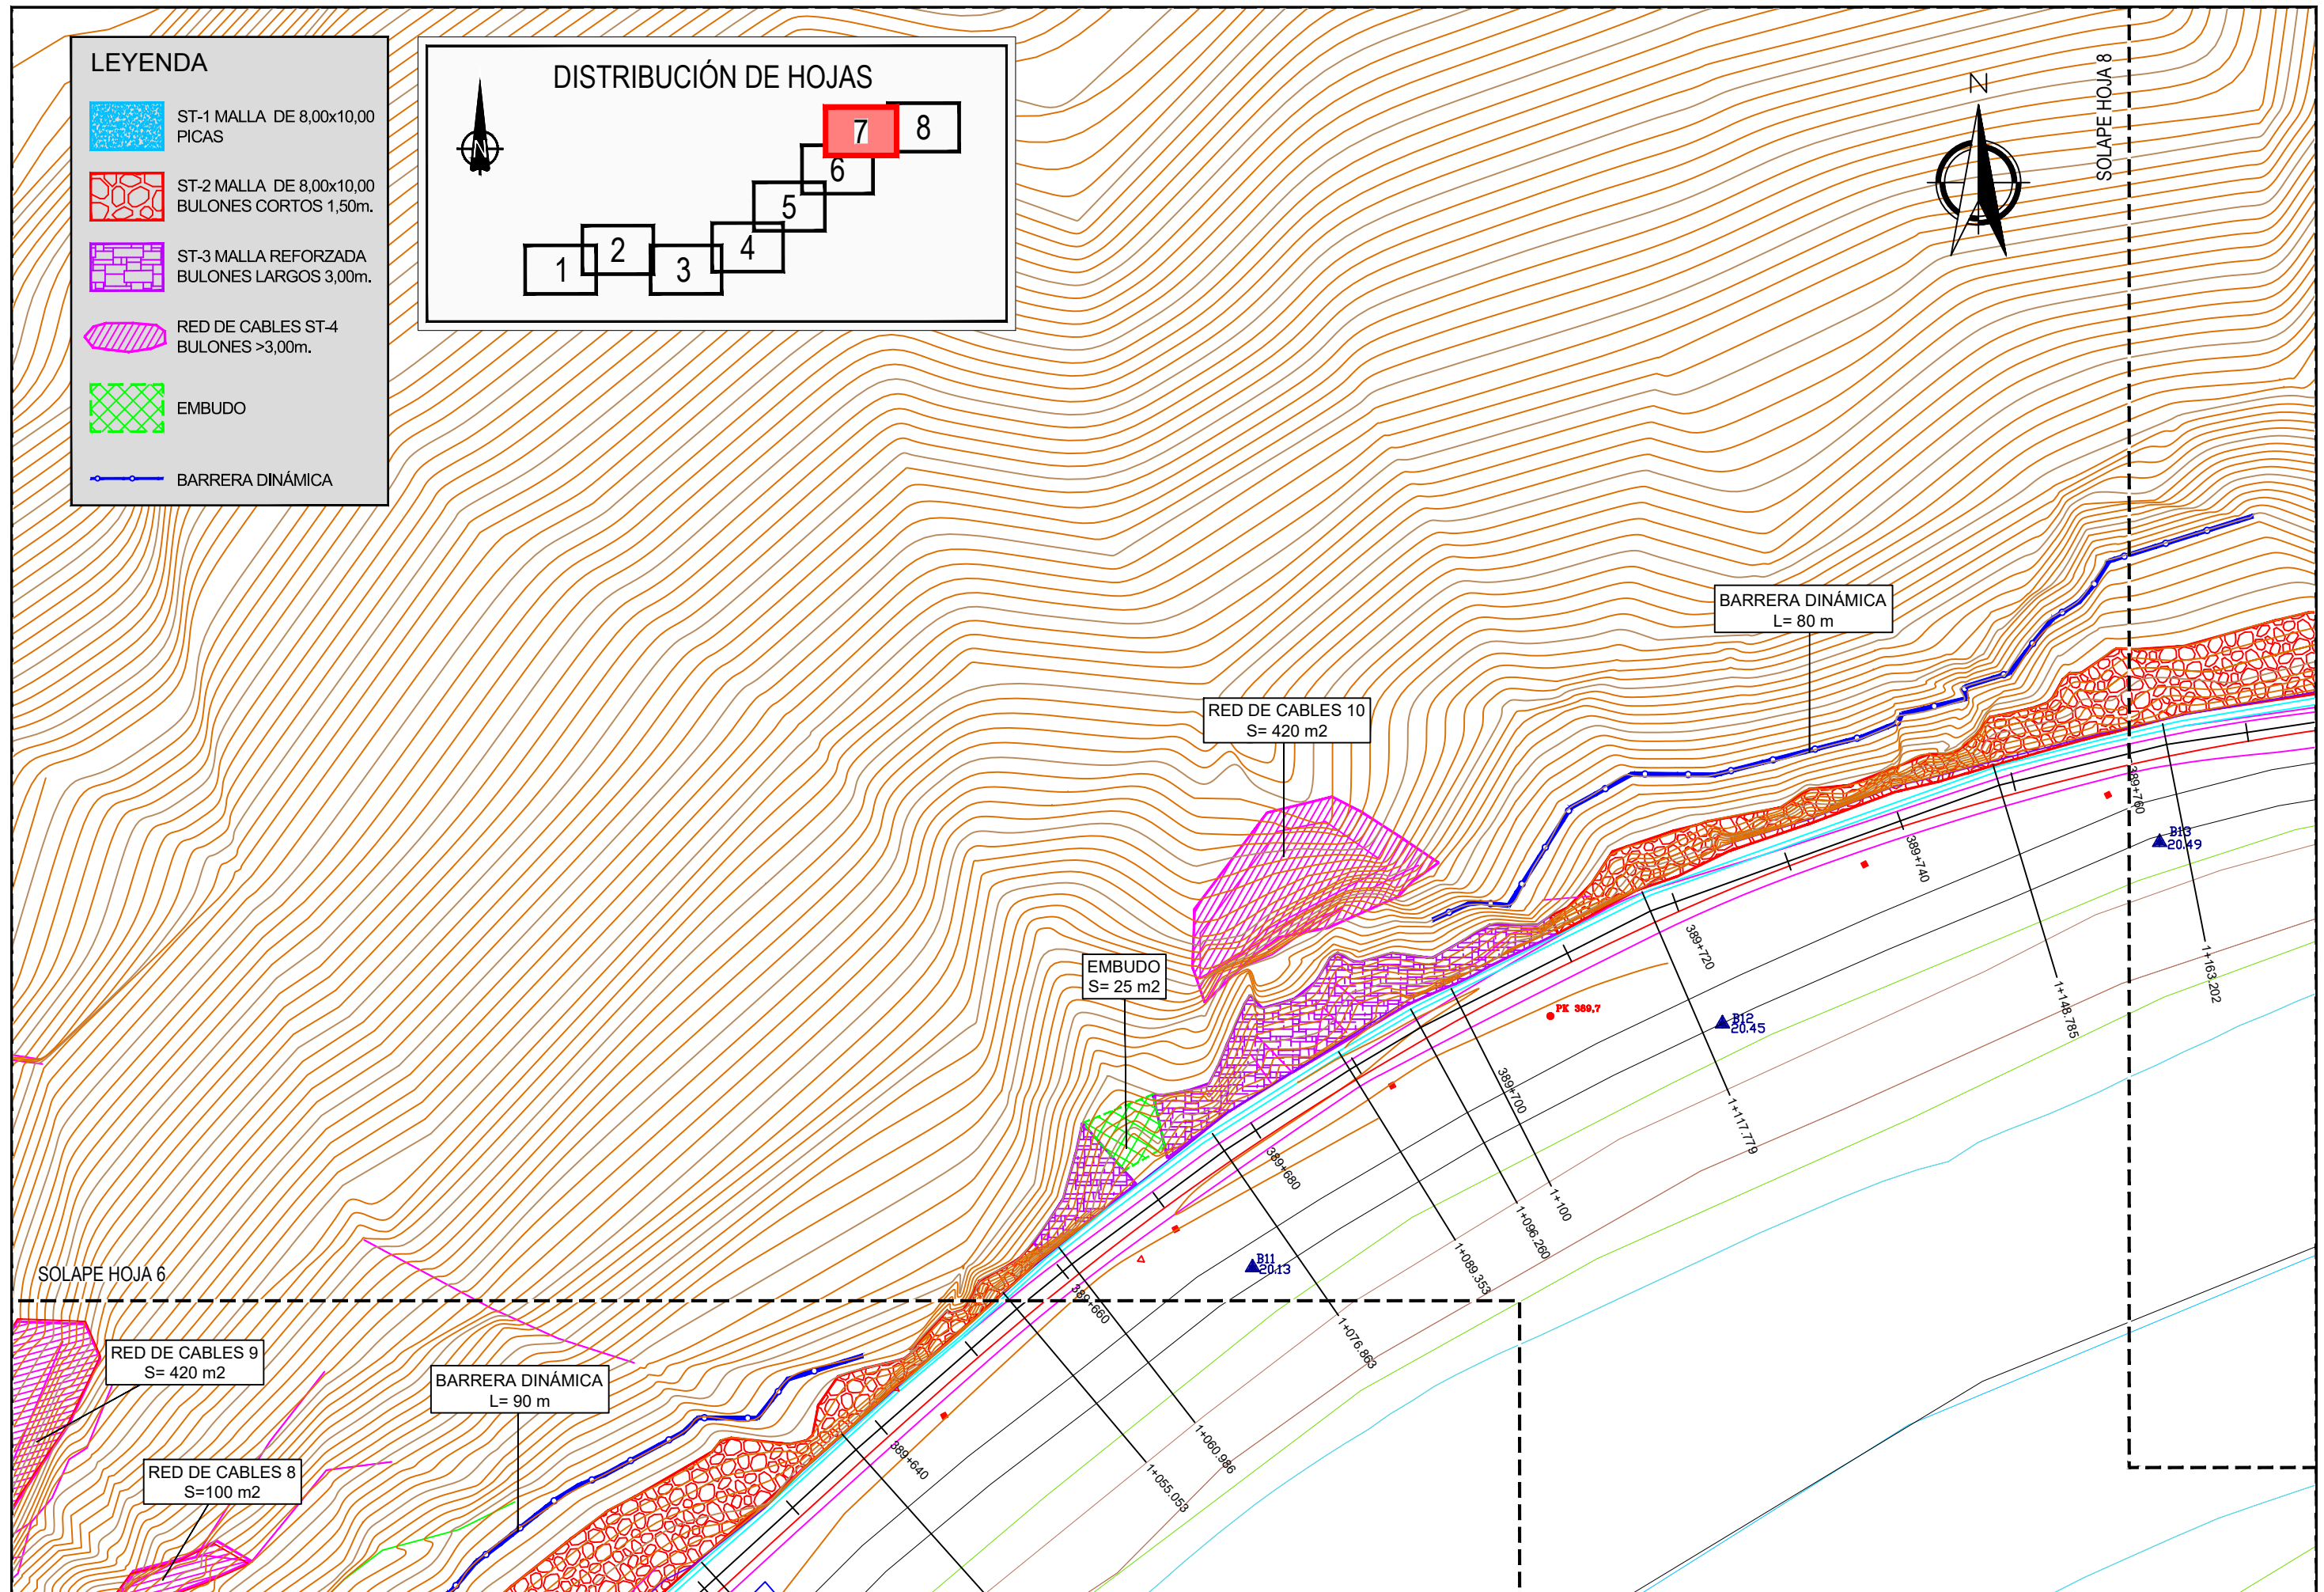 LEYENDA
ST-1 MALLA DE 8,00x10,00
PICAS
ST-2 MALLA DE 8,00x10,00
BULONES CORTOS 1,50m.
ST-3 MALLA REFORZADA
BULONES LARGOS 3,00m.
RED DE CABLES ST-4
BULONES >3,00m.
EMBUDO
BARRERA DINÁMICA
DISTRIBUCIÓN DE HOJAS
N
1
2
3
4
5
6
7
8
N
SOLAPE HOJA 8
BARRERA DINÁMICA
L= 80 m
RED DE CABLES 10
S= 420 m2
EMBUDO
S= 25 m2
389+760
B13
20.49
389+740
389+720
1+163.202
1+148.785
PK 389,7
B12
20.45
389+700
1+117.779
389+680
1+100
1+096.260
1+089.353
B11
20.13
SOLAPE HOJA 6
389+660
1+076.863
RED DE CABLES 9
S= 420 m2
BARRERA DINÁMICA
L= 90 m
389+640
1+060.986
1+055.053
RED DE CABLES 8
S=100 m2